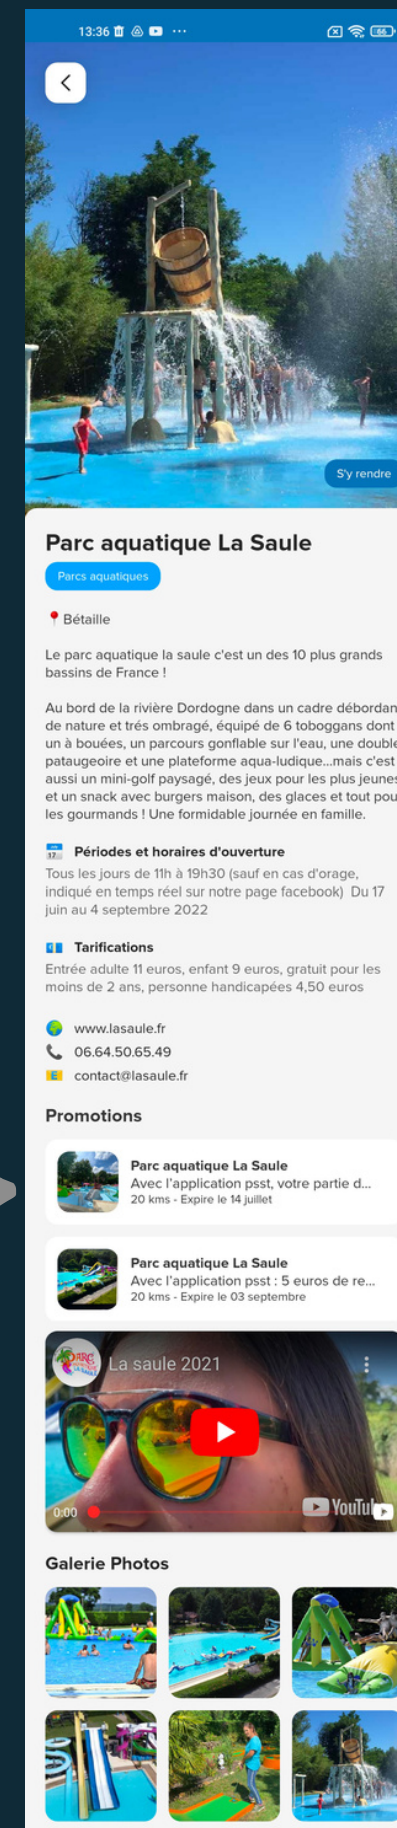 13:36
66
S'y rendre
Parc aquatique La Saule
Parcs aquatiques
Bétaille
Le parc aquatique la saule c'est un des 10 plus grands
bassins de France !
Au bord de la rivière Dordogne dans un cadre débordan
de nature et trés ombragé, équipé de 6 toboggans dont
un à bouées, un parcours gonflable sur l'eau, une double
pataugeoire et une plateforme aqua-ludique...mais c'est
aussi un mini-golf paysagé, des jeux pour les plus jeunes
et un snack avec burgers maison, des glaces et tout pou
les gourmands ! Une formidable journée en famille.
17 Périodes et horaires d'ouverture
Tous les jours de 11h à 19h30 (sauf en cas d'orage,
indiqué en temps réel sur notre page facebook) Du 17
juin au 4 septembre 2022
Tarifications
Entrée adulte 11 euros, enfant 9 euros, gratuit pour les
moins de 2 ans, personne handicapées 4,50 euros
www.lasaule.fr
06.64.50.65.49
E contact@lasaule.fr
Promotions
Parc aquatique La Saule
Avec l'application psst, votre partie d...
20 kms - Expire le 14 juillet
Parc aquatique La Saule
Avec l'application psst : 5 euros de re...
20 kms - Expire le 03 septembre
PARC
La saule 2021
0:00
YouTub
Galerie Photos